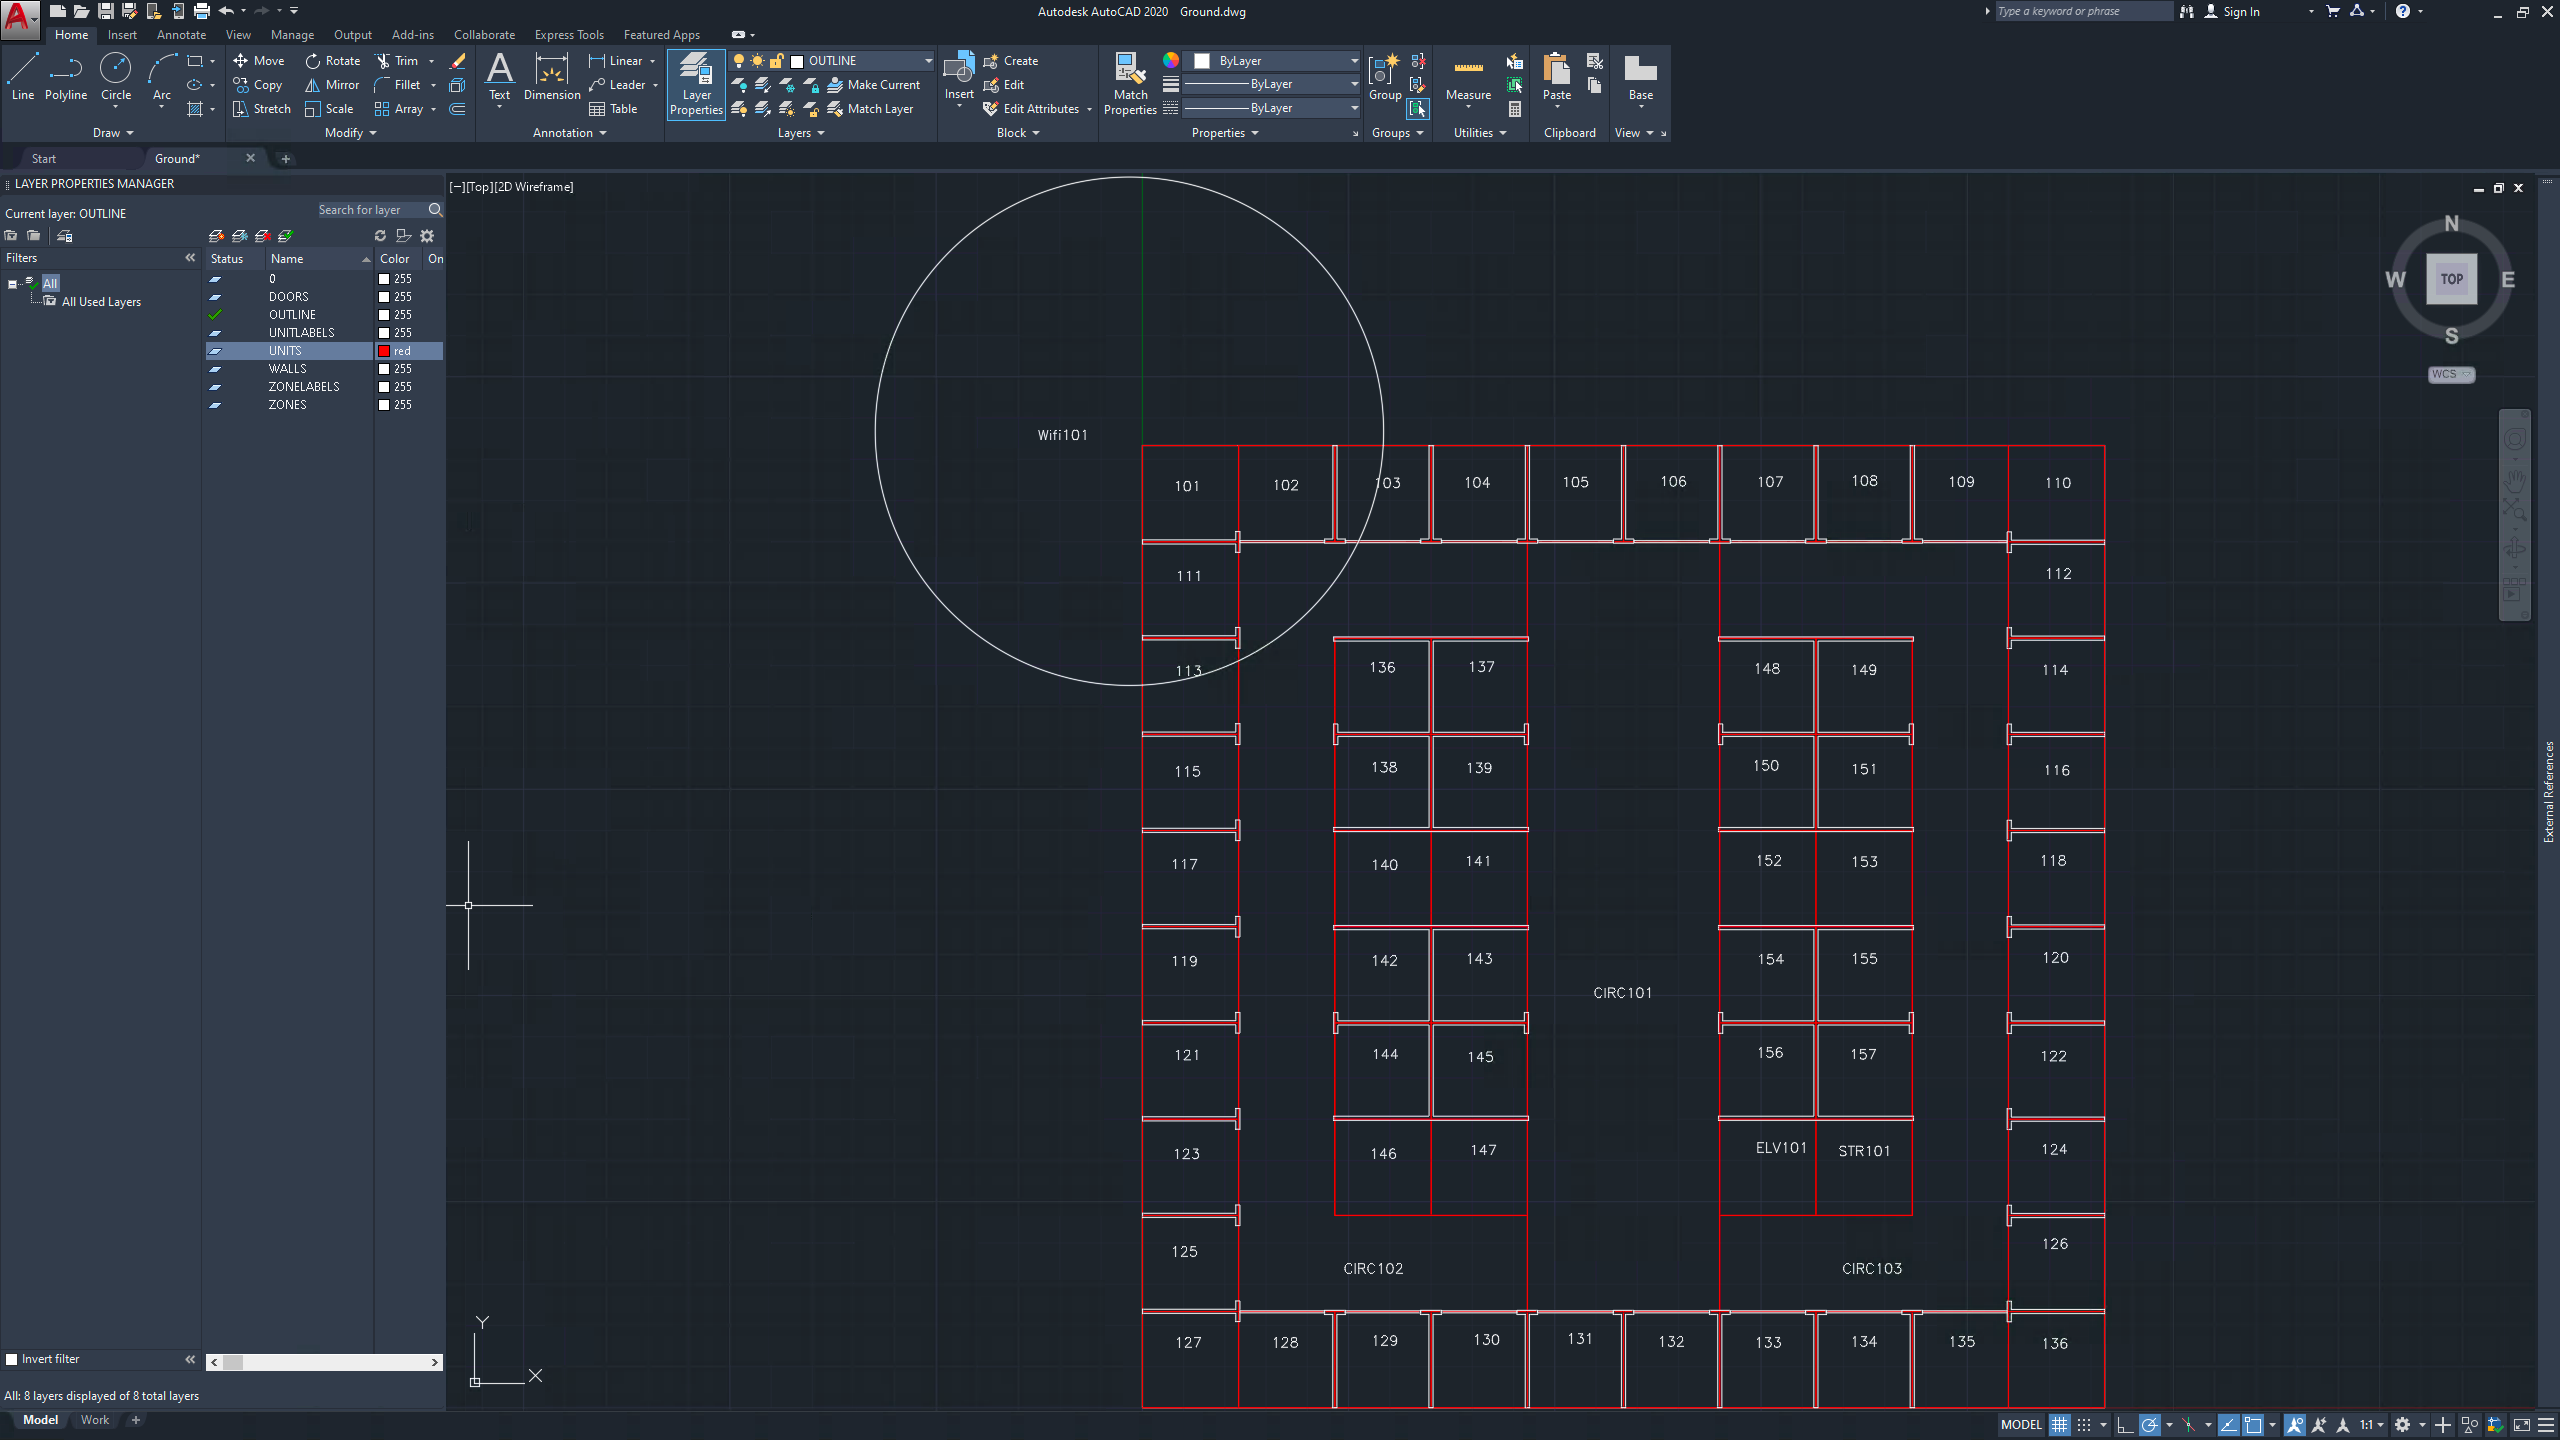 Autodesk AutoCAD 2020 Ground.dwg
Type a keyword or phrase
Sign In
Home Insert Annotate View Manage Output Add-ins Collaborate Express Tools Featured Apps
Line Polyline Circle Arc
Move Rotate Trim
Copy Mirror Fillet
Stretch Scale Array
Text Dimension
Linear
Leader
Table
Layer Properties
OUTLINE
Make Current
Match Layer
Insert
Create
Edit
Edit Attributes
Match Properties
ByLayer
ByLayer
ByLayer
Group
Measure
Paste
Base
Draw Modify Annotation Layers Block Properties Groups Utilities Clipboard View
Start Ground*
LAYER PROPERTIES MANAGER
Current layer: OUTLINE
Search for layer
Filters
All
All Used Layers
Status Name Color On
0 255
DOORS 255
OUTLINE 255
UNITLABELS 255
UNITS red
WALLS 255
ZONELABELS 255
ZONES 255
Invert filter
All: 8 layers displayed of 8 total layers
[−][Top][2D Wireframe]
N
W TOP E
S
WCS
External References
Wifi101
101 102 103 104 105 106 107 108 109 110
111 112
113 136 137 148 149 114
115 138 139 150 151 116
117 140 141 152 153 118
119 142 143 154 155 120
CIRC101
121 144 145 156 157 122
123 146 147 ELV101 STR101 124
125 126
CIRC102 CIRC103
127 128 129 130 131 132 133 134 135 136
Y
X
Model Work
MODEL 1:1